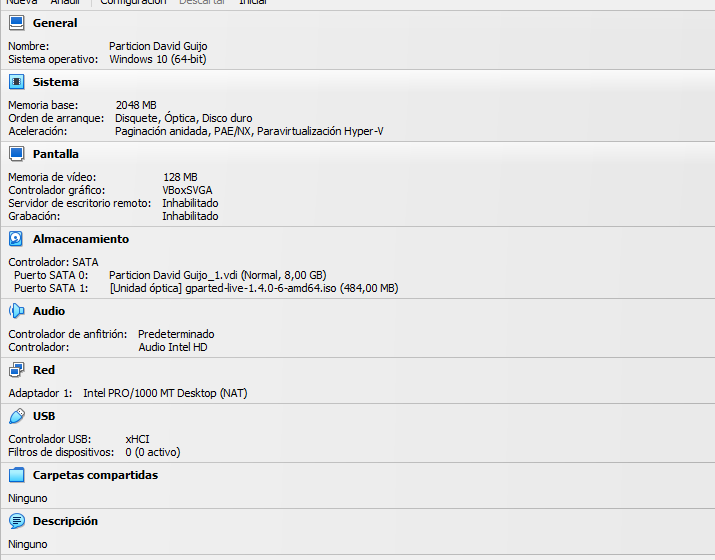 Nueva Añadir Configuración Descartar Iniciar
General
Nombre: Particion David Guijo
Sistema operativo: Windows 10 (64-bit)
Sistema
Memoria base: 2048 MB
Orden de arranque: Disquete, Óptica, Disco duro
Aceleración: Paginación anidada, PAE/NX, Paravirtualización Hyper-V
Pantalla
Memoria de vídeo: 128 MB
Controlador gráfico: VBoxSVGA
Servidor de escritorio remoto: Inhabilitado
Grabación: Inhabilitado
Almacenamiento
Controlador: SATA
Puerto SATA 0: Particion David Guijo_1.vdi (Normal, 8,00 GB)
Puerto SATA 1: [Unidad óptica] gparted-live-1.4.0-6-amd64.iso (484,00 MB)
Audio
Controlador de anfitrión: Predeterminado
Controlador: Audio Intel HD
Red
Adaptador 1: Intel PRO/1000 MT Desktop (NAT)
USB
Controlador USB: xHCI
Filtros de dispositivos: 0 (0 activo)
Carpetas compartidas
Ninguno
Descripción
Ninguno